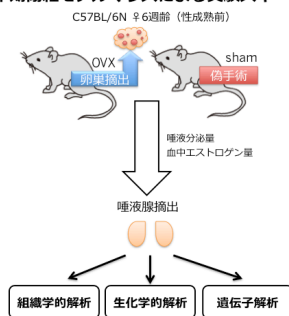 C57BL/6N ♀6週齢（性成熟前）
OVX
卵巣摘出
sham
偽手術
唾液分泌量
血中エストロゲン量
唾液腺摘出
組織学的解析
生化学的解析
遺伝子解析